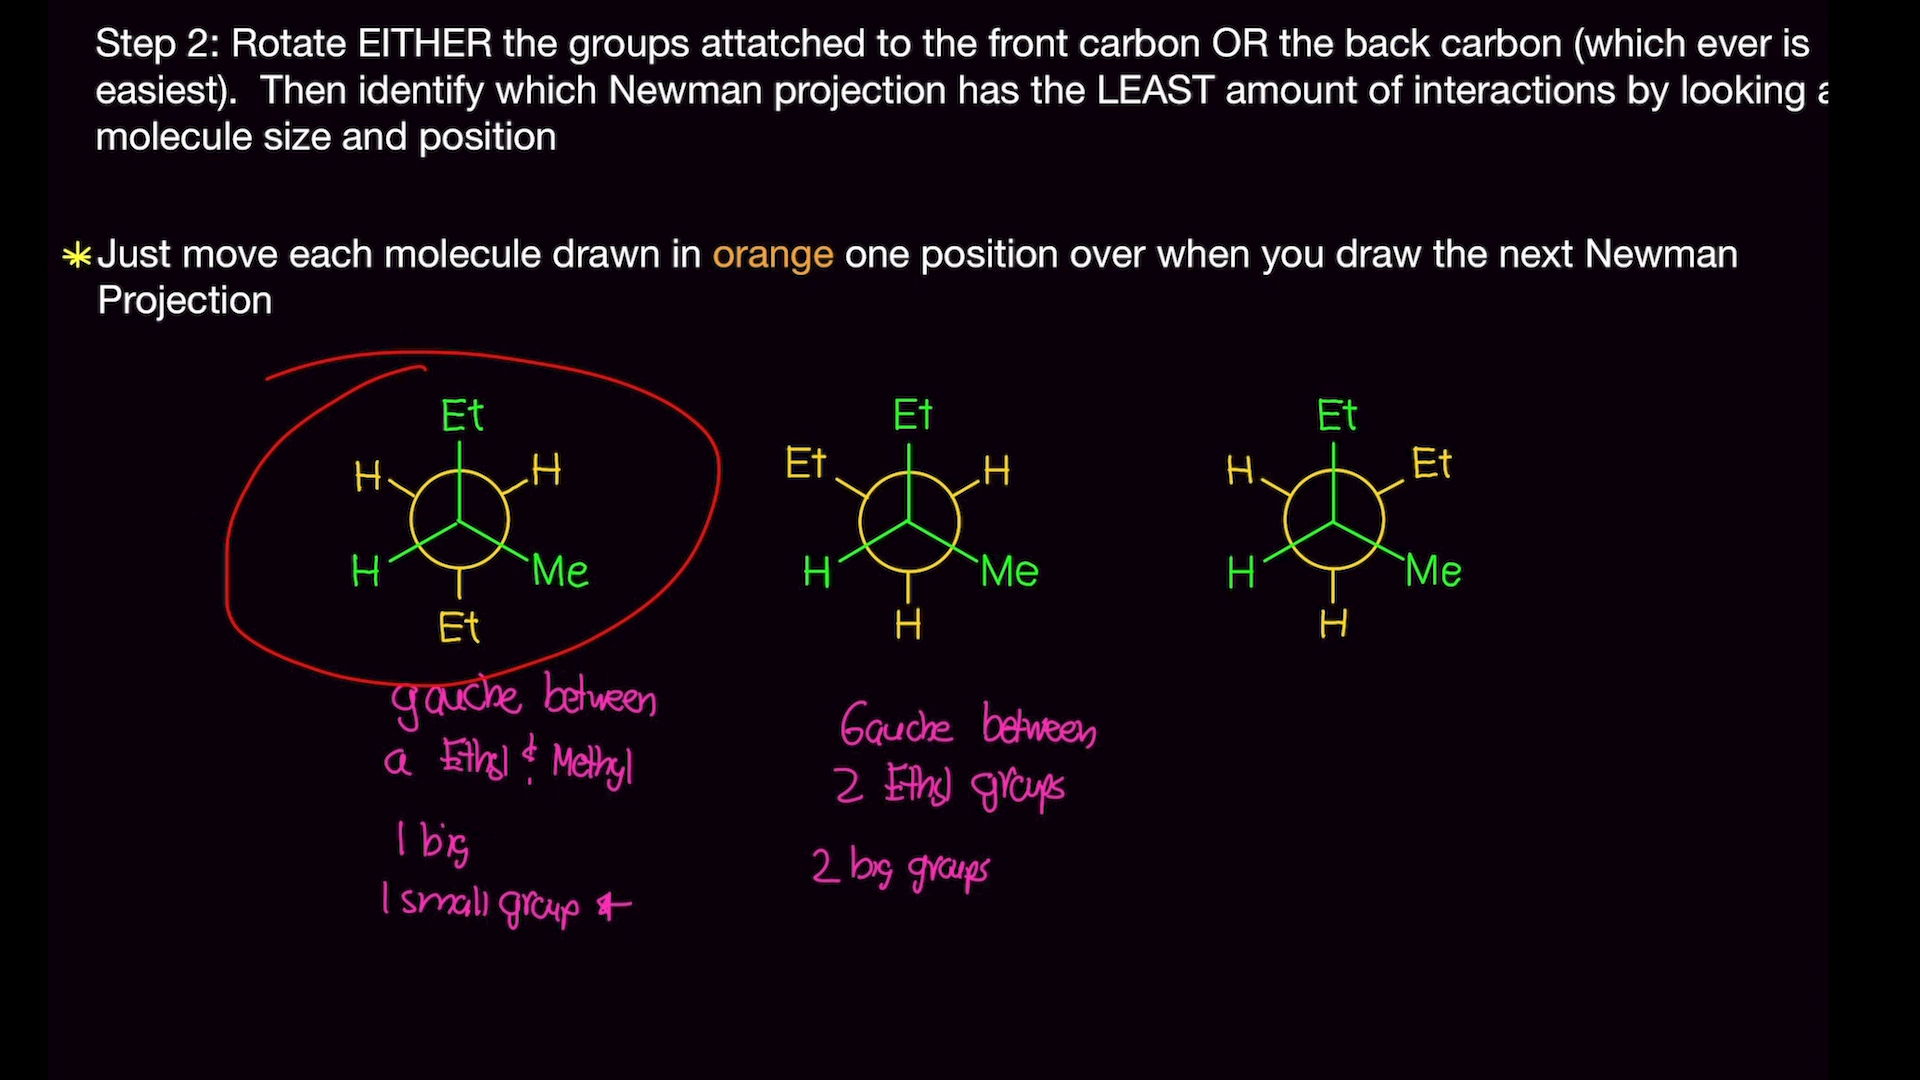 Step 2: Rotate EITHER the groups attatched to the front carbon OR the back carbon (which ever is
easiest). Then identify which Newman projection has the LEAST amount of interactions by looking
molecule size and position
*Just move each molecule drawn in orange one position over when you draw the next Newman
Projection
Et
H H
H Me
Et
Et
Et H
H Me
H
Et
H Et
H Me
H
gauche between
a Ethyl & Methyl
1 big
1 small group ←
Gauche between
2 Ethyl groups
2 big groups